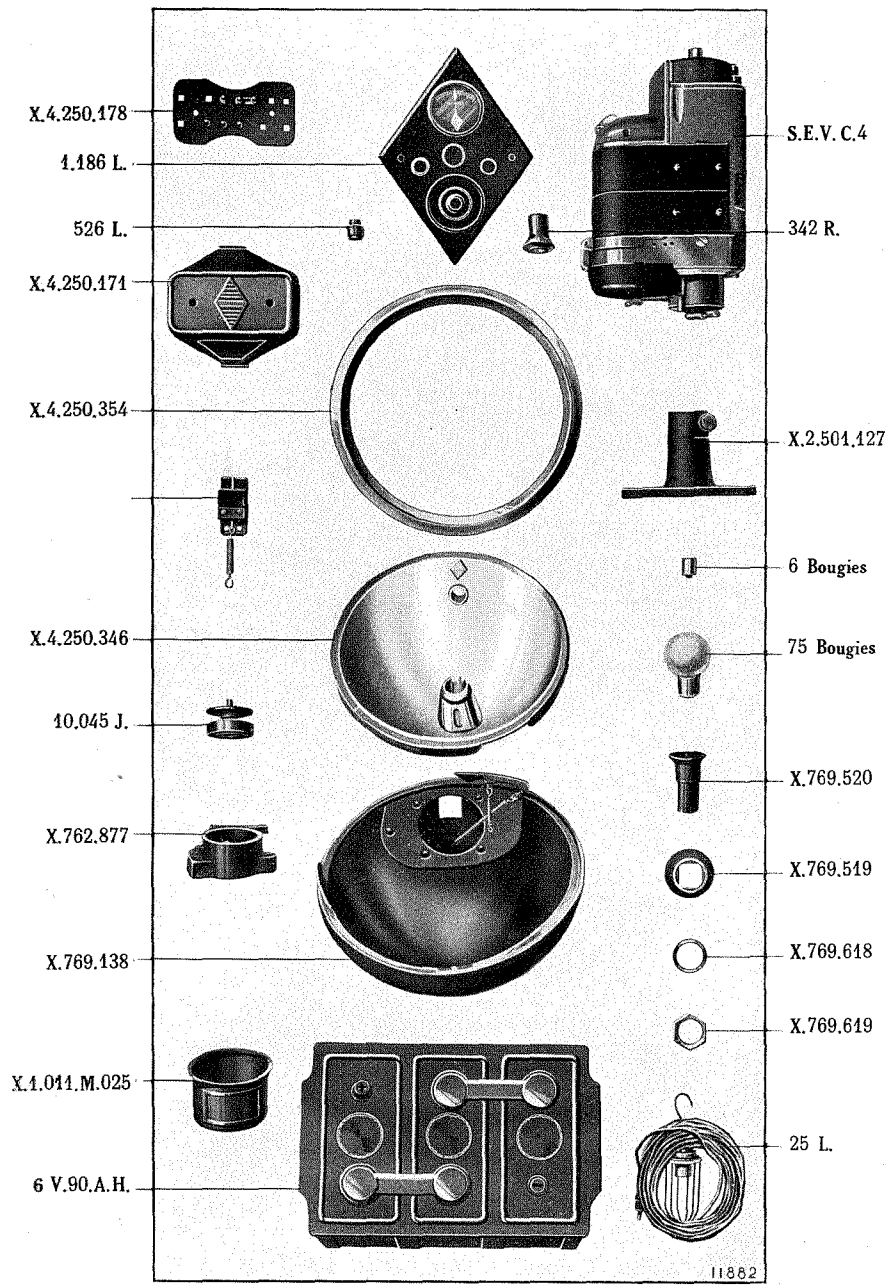 X.4.250.178
1.186 L.
526 L.
X.4.250.171
X.4.250.354
X.4.250.346
10.045 J.
X.762.877
X.769.138
X.1.011.M.025
6 V.90.A.H.
S.E.V. C.4
342 R.
X.2.501.127
6 Bougies
75 Bougies
X.769.520
X.769.519
X.769.618
X.769.619
25 L.
11882